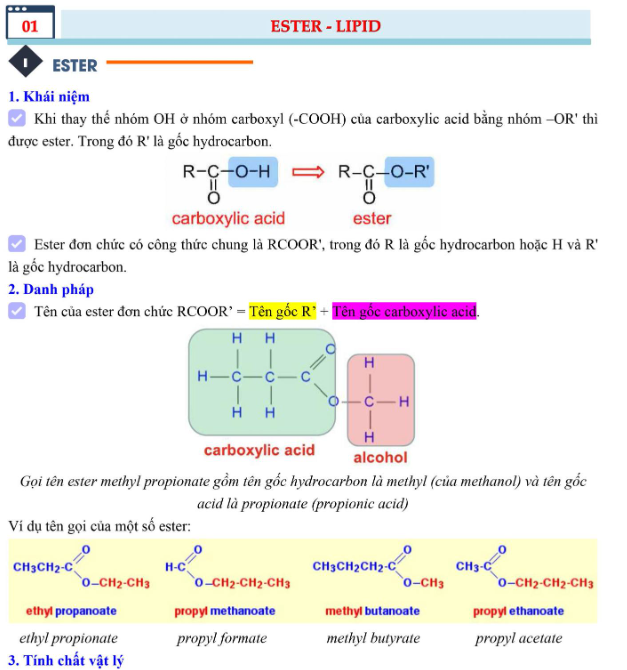 01
ESTER - LIPID
I
ESTER
1. Khái niệm
Khi thay thế nhóm OH ở nhóm carboxyl (-COOH) của carboxylic acid bằng nhóm –OR' thì
được ester. Trong đó R' là gốc hydrocarbon.
R–C–O–H ⇨ R–C–O–R'
O O
carboxylic acid ester
Ester đơn chức có công thức chung là RCOOR', trong đó R là gốc hydrocarbon hoặc H và R'
là gốc hydrocarbon.
2. Danh pháp
Tên của ester đơn chức RCOOR’ = Tên gốc R’ + Tên gốc carboxylic acid.
H H O
H
H–C–C–C
O–C–H
H H
H
carboxylic acid
alcohol
Gọi tên ester methyl propionate gồm tên gốc hydrocarbon là methyl (của methanol) và tên gốc
acid là propionate (propionic acid)
Ví dụ tên gọi của một số ester:
O O O O
CH3CH2-C H-C CH3CH2CH2-C CH3-C
O–CH2-CH3 O–CH2-CH2-CH3 O–CH3 O–CH2-CH2-CH3
ethyl propanoate propyl methanoate methyl butanoate propyl ethanoate
ethyl propionate propyl formate methyl butyrate propyl acetate
3. Tính chất vật lý